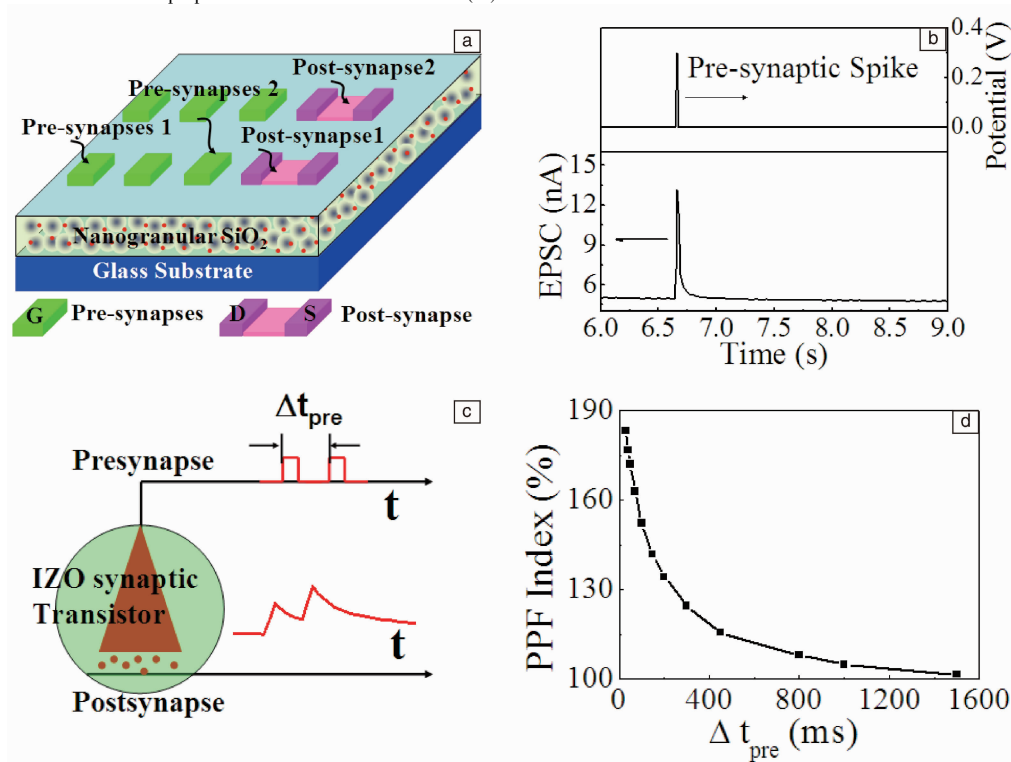 a
Post-synapse2
Pre-synapses 2
Pre-synapses 1
Post-synapse1
Nanogranular SiO2
Glass Substrate
G Pre-synapses D S Post-synapse
b
Pre-synaptic Spike
0.4
0.2
0.0
Potential (V)
15
12
9
6
EPSC (nA)
6.0 6.5 7.0 7.5 8.0 8.5 9.0
Time (s)
c
Δtpre
Presynapse
t
IZO synaptic
Transistor
t
Postsynapse
d
190
160
130
100
PPF Index (%)
0 400 800 1200 1600
Δ tpre (ms)